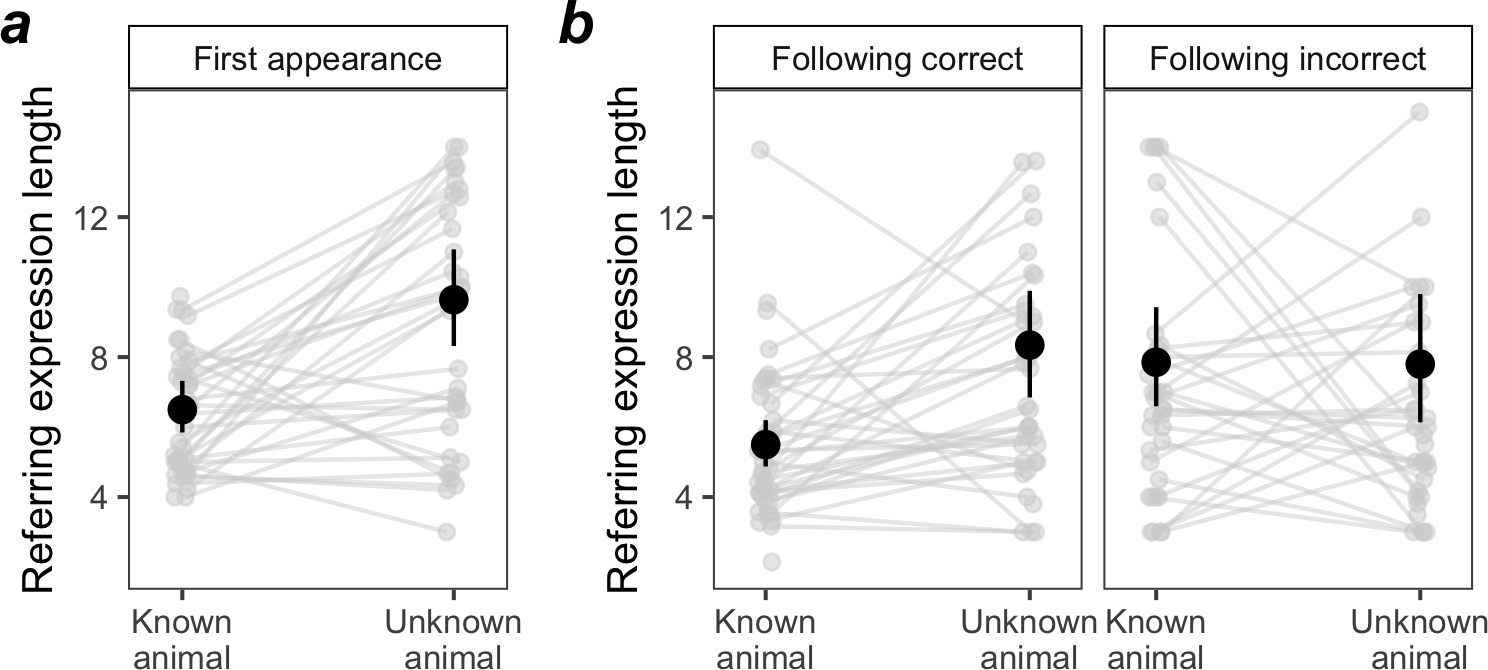 a
First appearance
Referring expression length
12
8
4
Known
animal
Unknown
animal
b
Following correct
Following incorrect
Referring expression length
12
8
4
Known
animal
Unknown
animal
Known
animal
Unknown
animal